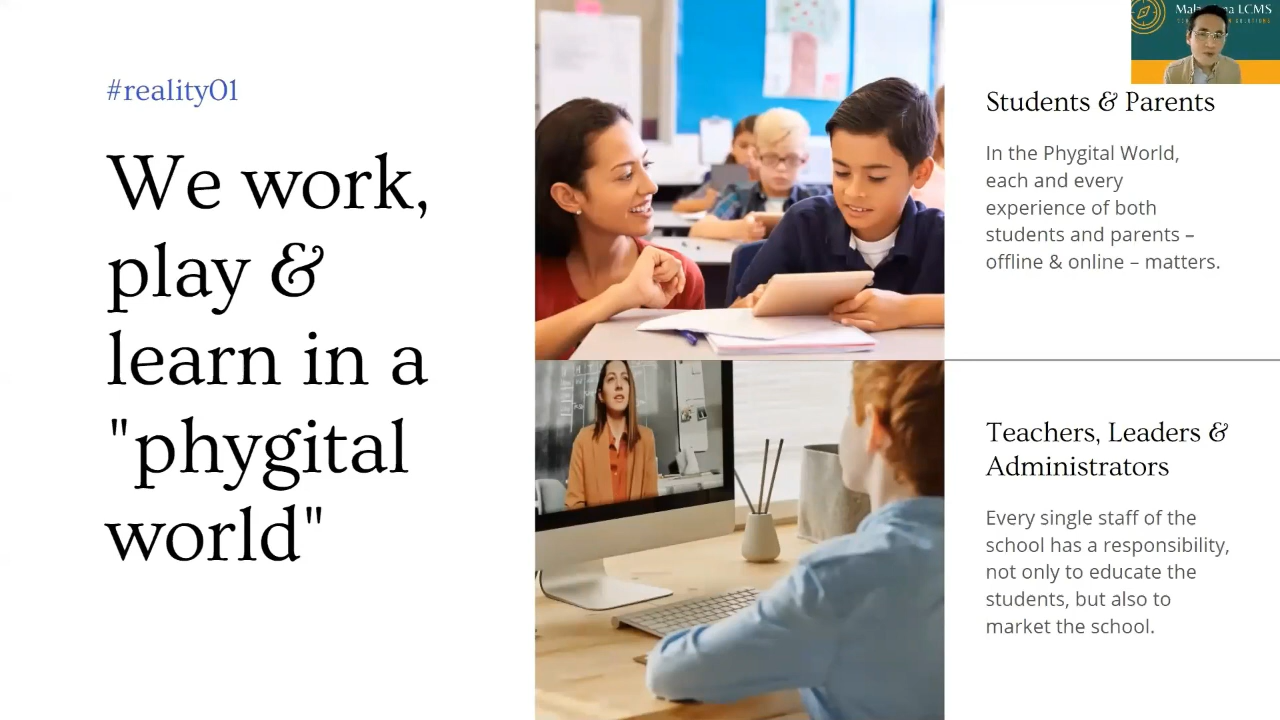 #reality01
We work,
play &
learn in a
"phygital
world"
LCMS
Students & Parents
In the Phygital World,
each and every
experience of both
students and parents –
offline & online – matters.
Teachers, Leaders &
Administrators
Every single staff of the
school has a responsibility,
not only to educate the
students, but also to
market the school.